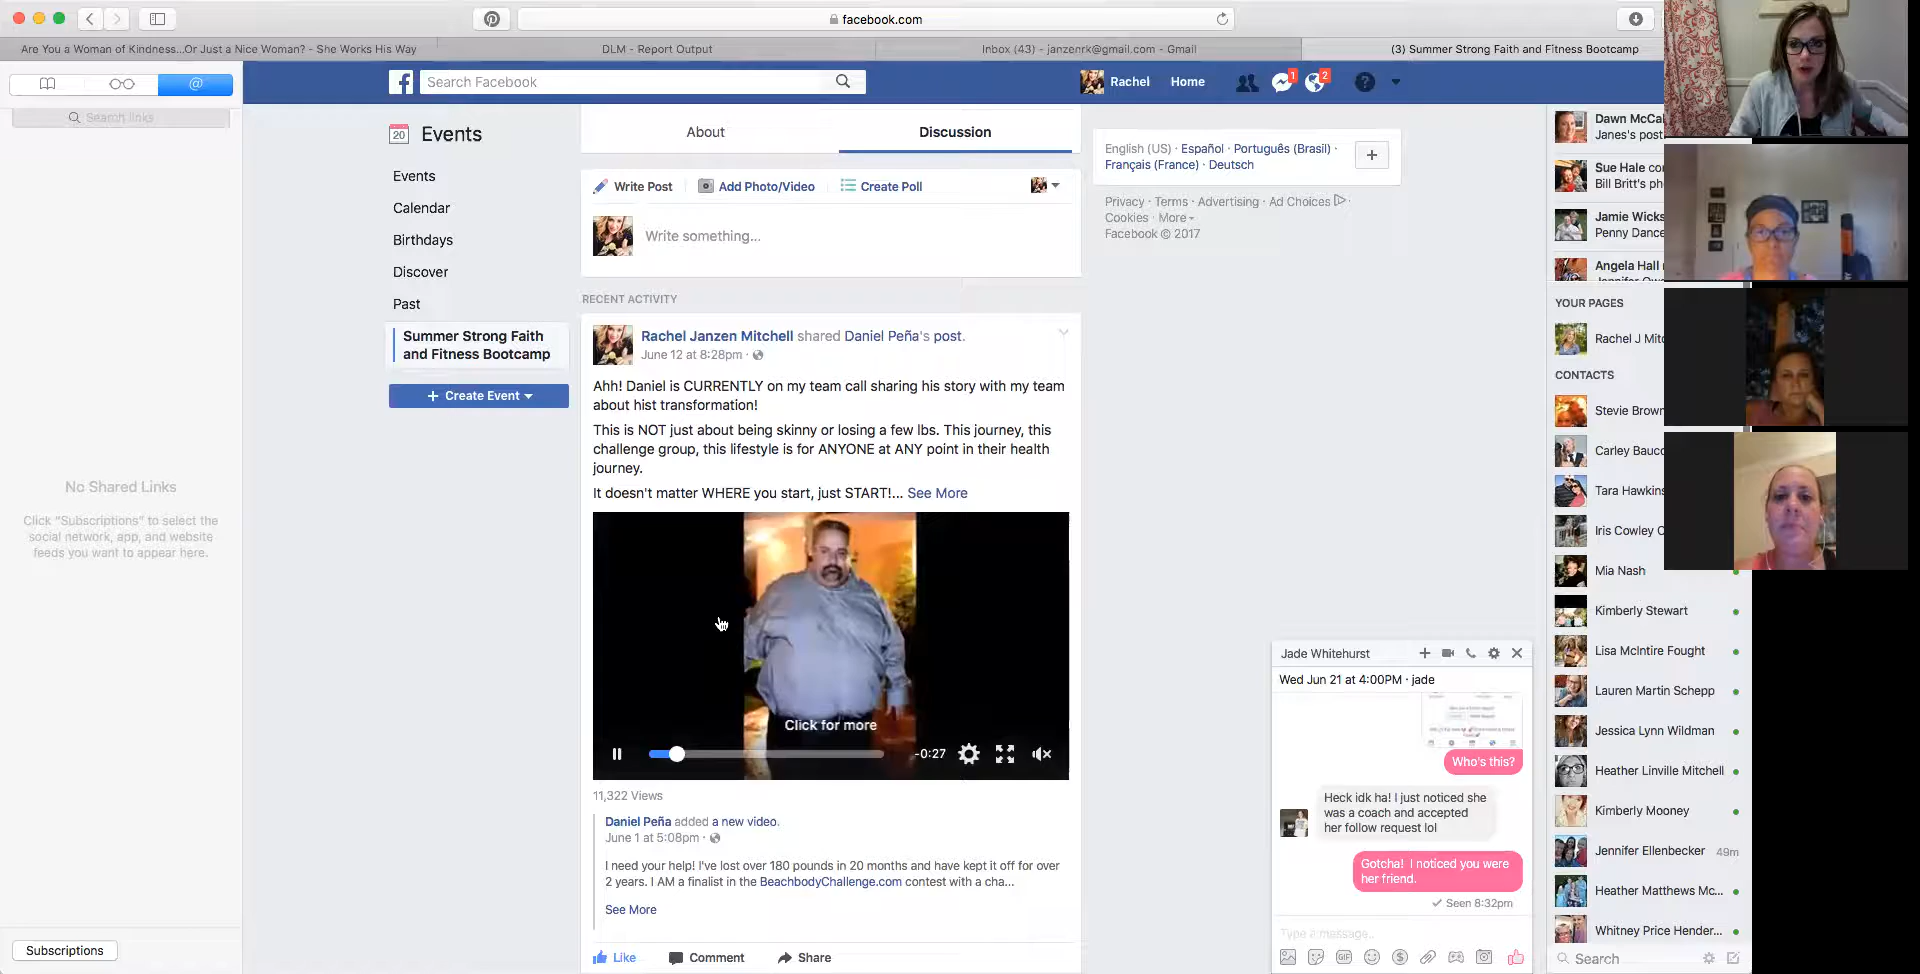 facebook.com
Are You a Woman of Kindness...Or Just a Nice Woman? - She Works His Way
DLM - Report Output
Inbox (43) - janzenrk@gmail.com - Gmail
(3) Summer Strong Faith and Fitness Bootcamp
Search links
No Shared Links
Click "Subscriptions" to select the
social network, app, and website
feeds you want to appear here.
Subscriptions
Search Facebook
Rachel
Home
1
2
20
Events
Events
Calendar
Birthdays
Discover
Past
Summer Strong Faith
and Fitness Bootcamp
+ Create Event
About
Discussion
Write Post
Add Photo/Video
Create Poll
Write something...
RECENT ACTIVITY
Rachel Janzen Mitchell shared Daniel Peña's post.
June 12 at 8:28pm ·
Ahh! Daniel is CURRENTLY on my team call sharing his story with my team
about hist transformation!
This is NOT just about being skinny or losing a few lbs. This journey, this
challenge group, this lifestyle is for ANYONE at ANY point in their health
journey.
It doesn't matter WHERE you start, just START!... See More
Click for more
-0:27
11,322 Views
Daniel Peña added a new video.
June 1 at 5:08pm ·
I need your help! I've lost over 180 pounds in 20 months and have kept it off for over
2 years. I AM a finalist in the BeachbodyChallenge.com contest with a cha...
See More
Like
Comment
Share
English (US) · Español · Português (Brasil) ·
Français (France) · Deutsch
Privacy · Terms · Advertising · Ad Choices ·
Cookies · More
Facebook © 2017
Jade Whitehurst
Wed Jun 21 at 4:00PM · jade
Who's this?
Heck idk ha! I just noticed she
was a coach and accepted
her follow request lol
Gotcha! I noticed you were
her friend.
Seen 8:32pm
Type a message...
GIF
Dawn McCal
Janes's post
Sue Hale co
Bill Britt's ph
Jamie Wicks
Penny Dance
Angela Hall
YOUR PAGES
Rachel J Mitc
CONTACTS
Stevie Brown
Carley Bauco
Tara Hawkins
Iris Cowley C
Mia Nash
Kimberly Stewart
Lisa McIntire Fought
Lauren Martin Schepp
Jessica Lynn Wildman
Heather Linville Mitchell
Kimberly Mooney
Jennifer Ellenbecker 49m
Heather Matthews Mc...
Whitney Price Hender...
Search